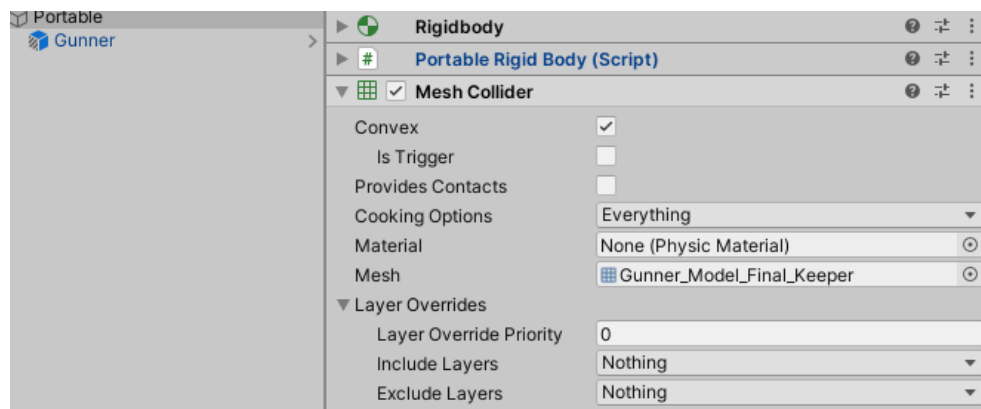 Portable
Gunner
Rigidbody
# Portable Rigid Body (Script)
Mesh Collider
Convex
Is Trigger
Provides Contacts
Cooking Options Everything
Material None (Physic Material)
Mesh Gunner_Model_Final_Keeper
Layer Overrides
Layer Override Priority 0
Include Layers Nothing
Exclude Layers Nothing